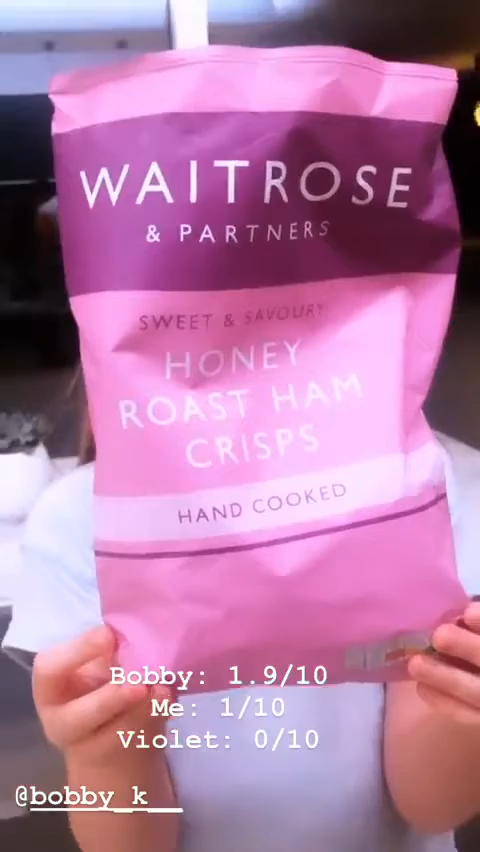 WAITROSE
& PARTNERS
SWEET & SAVOURY
HONEY
ROAST HAM
CRISPS
HAND COOKED
Bobby: 1.9/10
Me: 1/10
Violet: 0/10
@bobby_k__